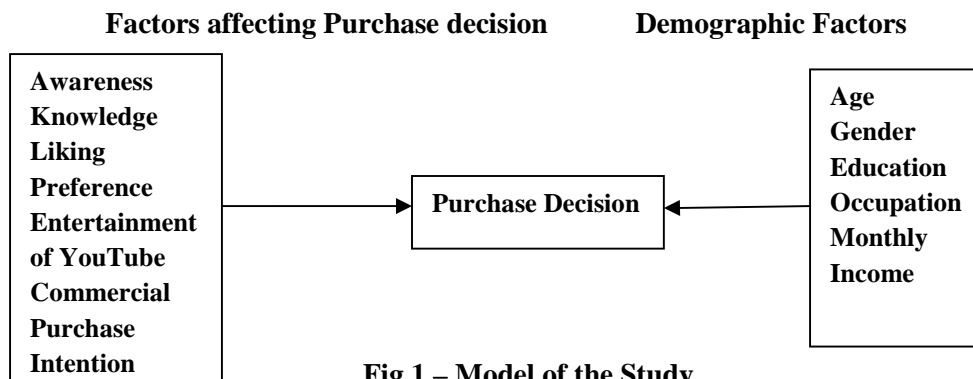 Factors affecting Purchase decision
Demographic Factors
Awareness
Knowledge
Liking
Preference
Entertainment
of YouTube
Commercial
Purchase
Intention
Purchase Decision
Age
Gender
Education
Occupation
Monthly
Income
Fig 1 – Model of the Study